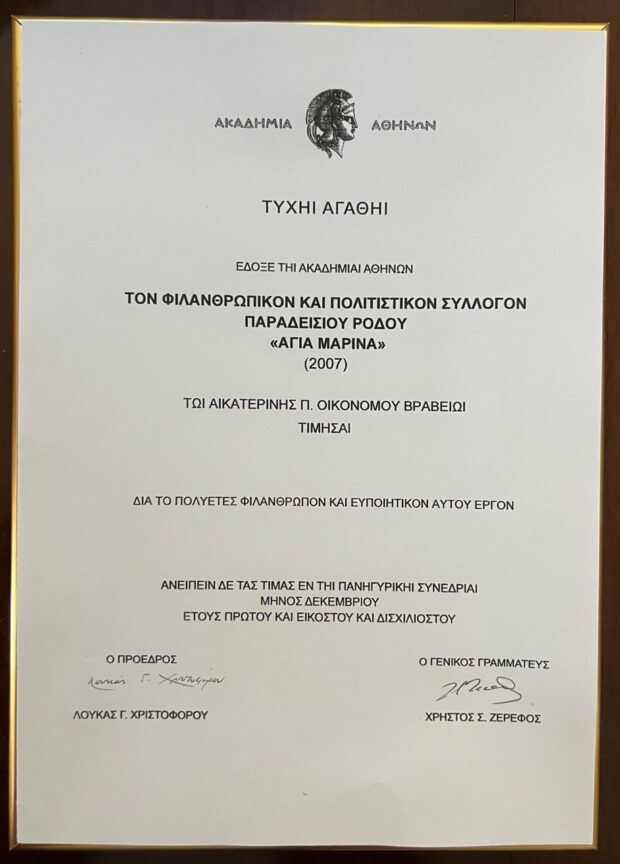 ΑΚΑΔΗΜΙΑ ΑΘΗΝΩΝ
ΤΥΧΗΙ ΑΓΑΘΗΙ
ΕΔΟΞΕ ΤΗΙ ΑΚΑΔΗΜΙΑΙ ΑΘΗΝΩΝ
ΤΟΝ ΦΙΛΑΝΘΡΩΠΙΚΟΝ ΚΑΙ ΠΟΛΙΤΙΣΤΙΚΟΝ ΣΥΛΛΟΓΟΝ
ΠΑΡΑΔΕΙΣΙΟΥ ΡΟΔΟΥ
«ΑΓΙΑ ΜΑΡΙΝΑ»
(2007)
ΤΩΙ ΑΙΚΑΤΕΡΙΝΗΣ Π. ΟΙΚΟΝΟΜΟΥ ΒΡΑΒΕΙΩΙ
ΤΙΜΗΣΑΙ
ΔΙΑ ΤΟ ΠΟΛΥΕΤΕΣ ΦΙΛΑΝΘΡΩΠΟΝ ΚΑΙ ΕΥΠΟΙΗΤΙΚΟΝ ΑΥΤΟΥ ΕΡΓΟΝ
ΑΝΕΙΠΕΙΝ ΔΕ ΤΑΣ ΤΙΜΑΣ ΕΝ ΤΗΙ ΠΑΝΗΓΥΡΙΚΗΙ ΣΥΝΕΔΡΙΑΙ
ΜΗΝΟΣ ΔΕΚΕΜΒΡΙΟΥ
ΕΤΟΥΣ ΠΡΩΤΟΥ ΚΑΙ ΕΙΚΟΣΤΟΥ ΚΑΙ ΔΙΣΧΙΛΙΟΣΤΟΥ
Ο ΠΡΟΕΔΡΟΣ
Λουκάς Γ. Χριστοφόρου
ΛΟΥΚΑΣ Γ. ΧΡΙΣΤΟΦΟΡΟΥ
Ο ΓΕΝΙΚΟΣ ΓΡΑΜΜΑΤΕΥΣ
ΧΡΗΣΤΟΣ Σ. ΖΕΡΕΦΟΣ